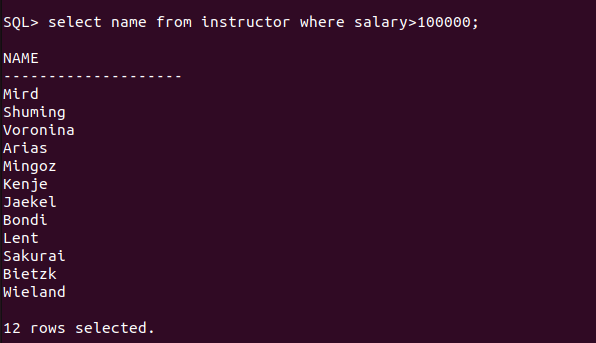 SQL> select name from instructor where salary>100000;
NAME
--------------------
Mird
Shuming
Voronina
Arias
Mingoz
Kenje
Jaekel
Bondi
Lent
Sakurai
Bietzk
Wieland
12 rows selected.